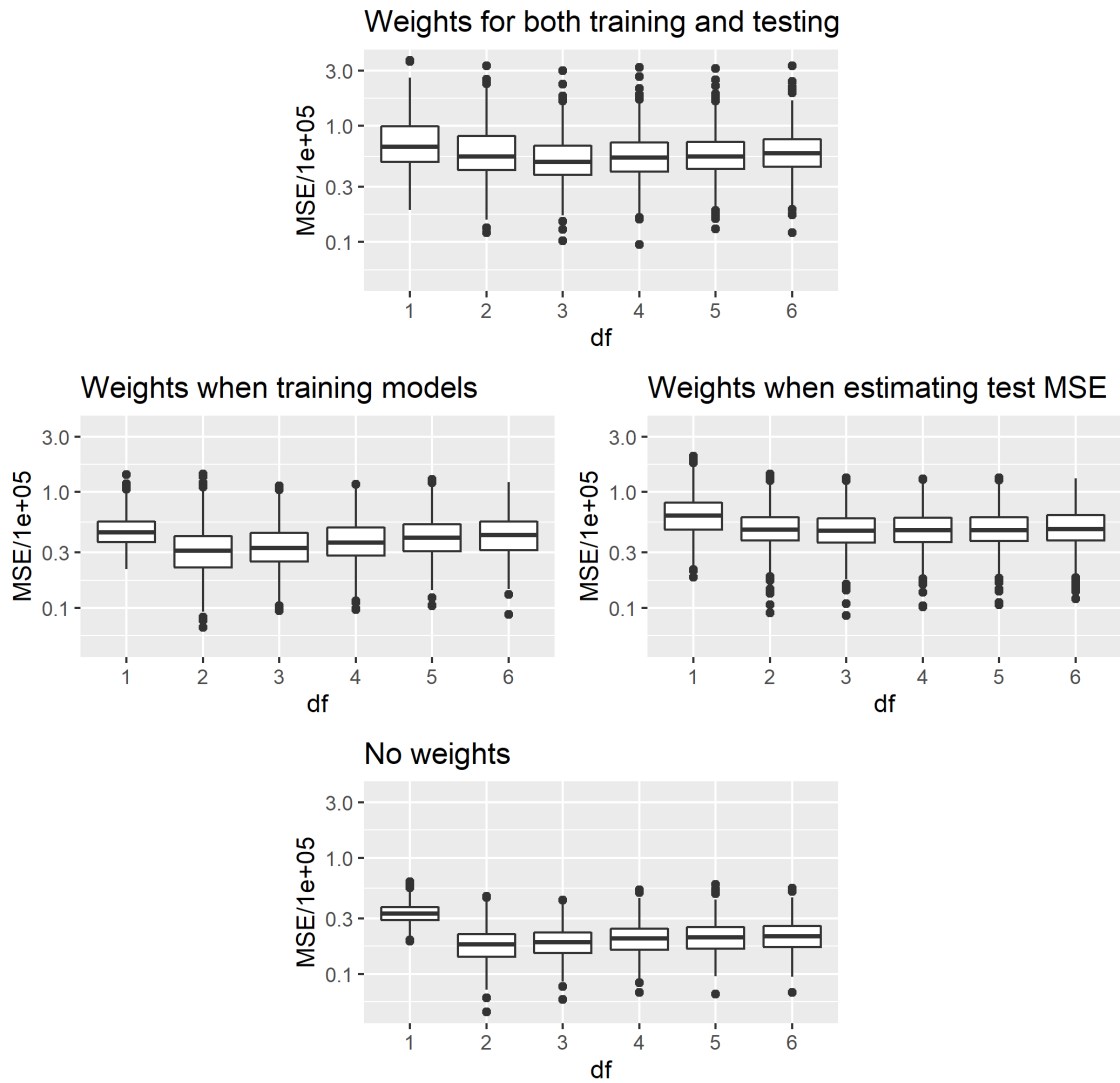 Weights for both training and testing
3.0
1.0
0.3
0.1
MSE/1e+05
1 2 3 4 5 6
df
Weights when training models
3.0
1.0
0.3
0.1
MSE/1e+05
1 2 3 4 5 6
df
Weights when estimating test MSE
3.0
1.0
0.3
0.1
MSE/1e+05
1 2 3 4 5 6
df
No weights
3.0
1.0
0.3
0.1
MSE/1e+05
1 2 3 4 5 6
df